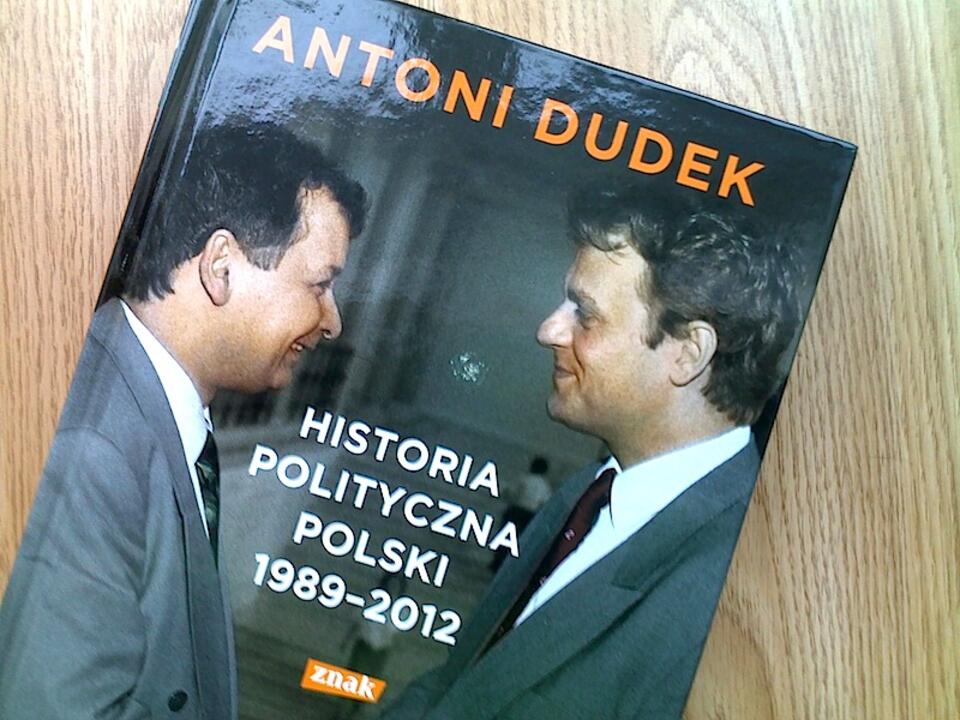 ANTONI DUDEK
HISTORIA
POLITYCZNA
POLSKI
1989–2012
znak